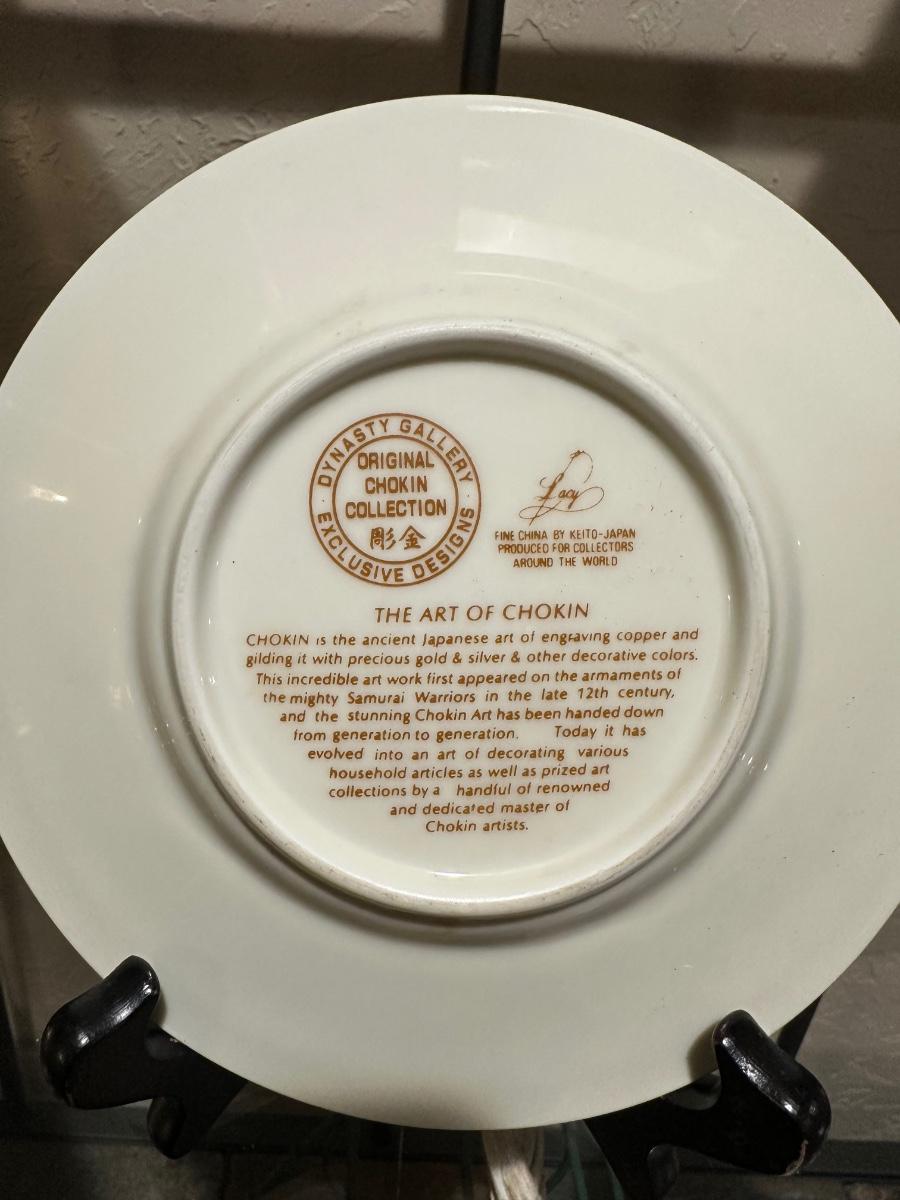 DYNASTY GALLERY
ORIGINAL
CHOKIN
COLLECTION
彫金
EXCLUSIVE DESIGNS
Lacy
FINE CHINA BY KEITO-JAPAN
PRODUCED FOR COLLECTORS
AROUND THE WORLD
THE ART OF CHOKIN
CHOKIN is the ancient Japanese art of engraving copper and
gilding it with precious gold & silver & other decorative colors.
This incredible art work first appeared on the armaments of
the mighty Samurai Warriors in the late 12th century,
and the stunning Chokin Art has been handed down
from generation to generation. Today it has
evolved into an art of decorating various
household articles as well as prized art
collections by a handful of renowned
and dedicated master of
Chokin artists.